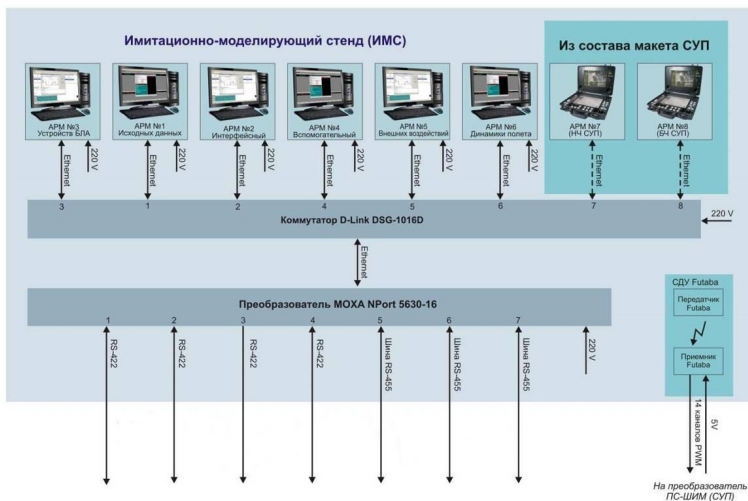 Имитационно-моделирующий стенд (ИМС)
Из состава макета СУП
АРМ №3
Устройств БЛА
АРМ №1
Исходных данных
АРМ №2
Интерфейсный
АРМ №4
Вспомогательный
АРМ №5
Внешних воздействий
АРМ №6
Динамики полета
АРМ №7
(НЧ СУП)
АРМ №8
(БЧ СУП)
Ethernet
220 V
Ethernet
220 V
Ethernet
220 V
Ethernet
220 V
Ethernet
220 V
Ethernet
220 V
Ethernet
Ethernet
3 1 2 4 5 6 7 8
Коммутатор D-Link DSG-1016D
220 V
Ethernet
Преобразователь MOXA NPort 5630-16
1 2 3 4 5 6 7
RS-422
RS-422
RS-422
RS-422
Шина RS-455
Шина RS-455
Шина RS-455
220 V
СДУ Futaba
Передатчик
Futaba
Приемник
Futaba
14 каналов PWM
5V
На преобразователь
ПС-ШИМ (СУП)